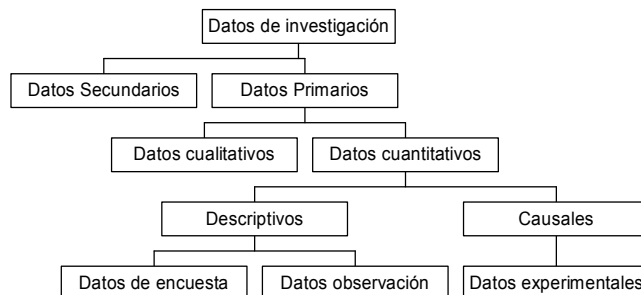 Datos de investigación
Datos Secundarios
Datos Primarios
Datos cualitativos
Datos cuantitativos
Descriptivos
Causales
Datos de encuesta
Datos observación
Datos experimentales